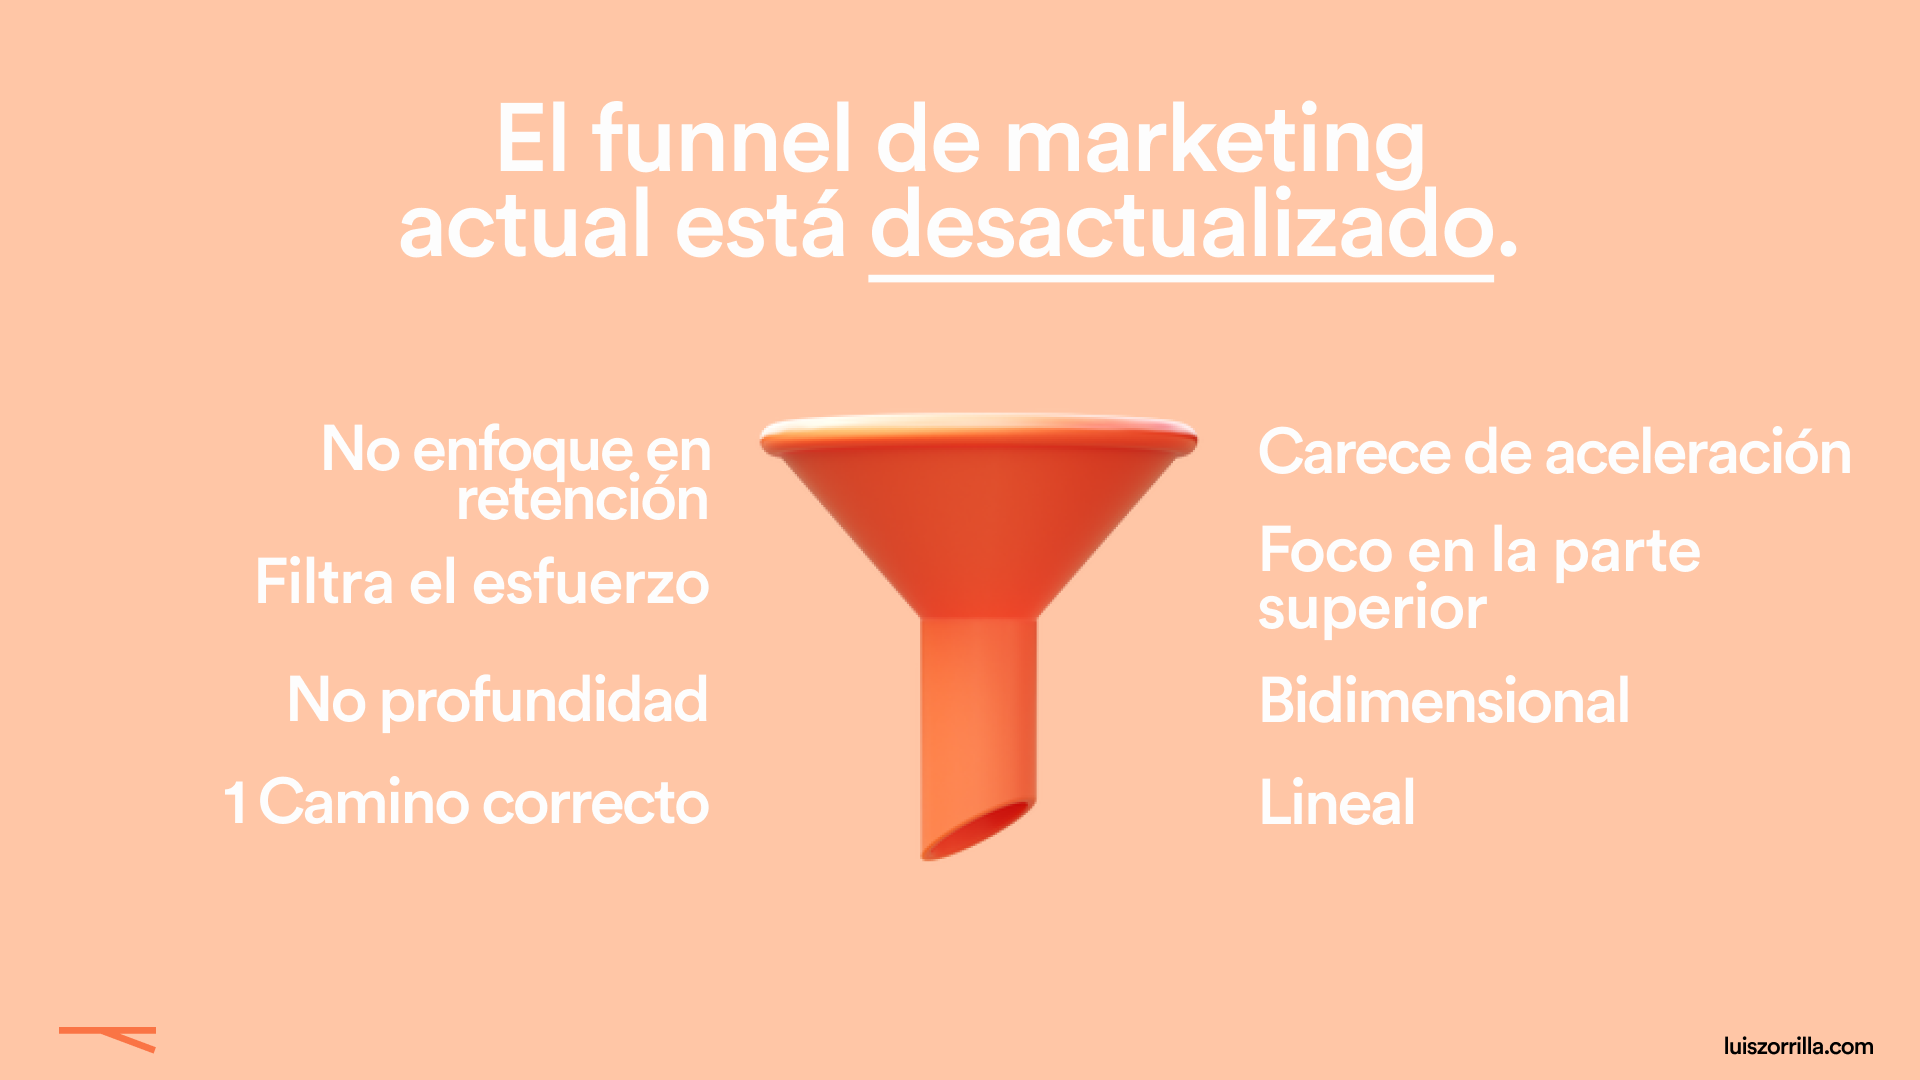 El funnel de marketing
actual está desactualizado.
No enfoque en
retención
Filtra el esfuerzo
No profundidad
1 Camino correcto
Carece de aceleración
Foco en la parte
superior
Bidimensional
Lineal
luiszorrilla.com